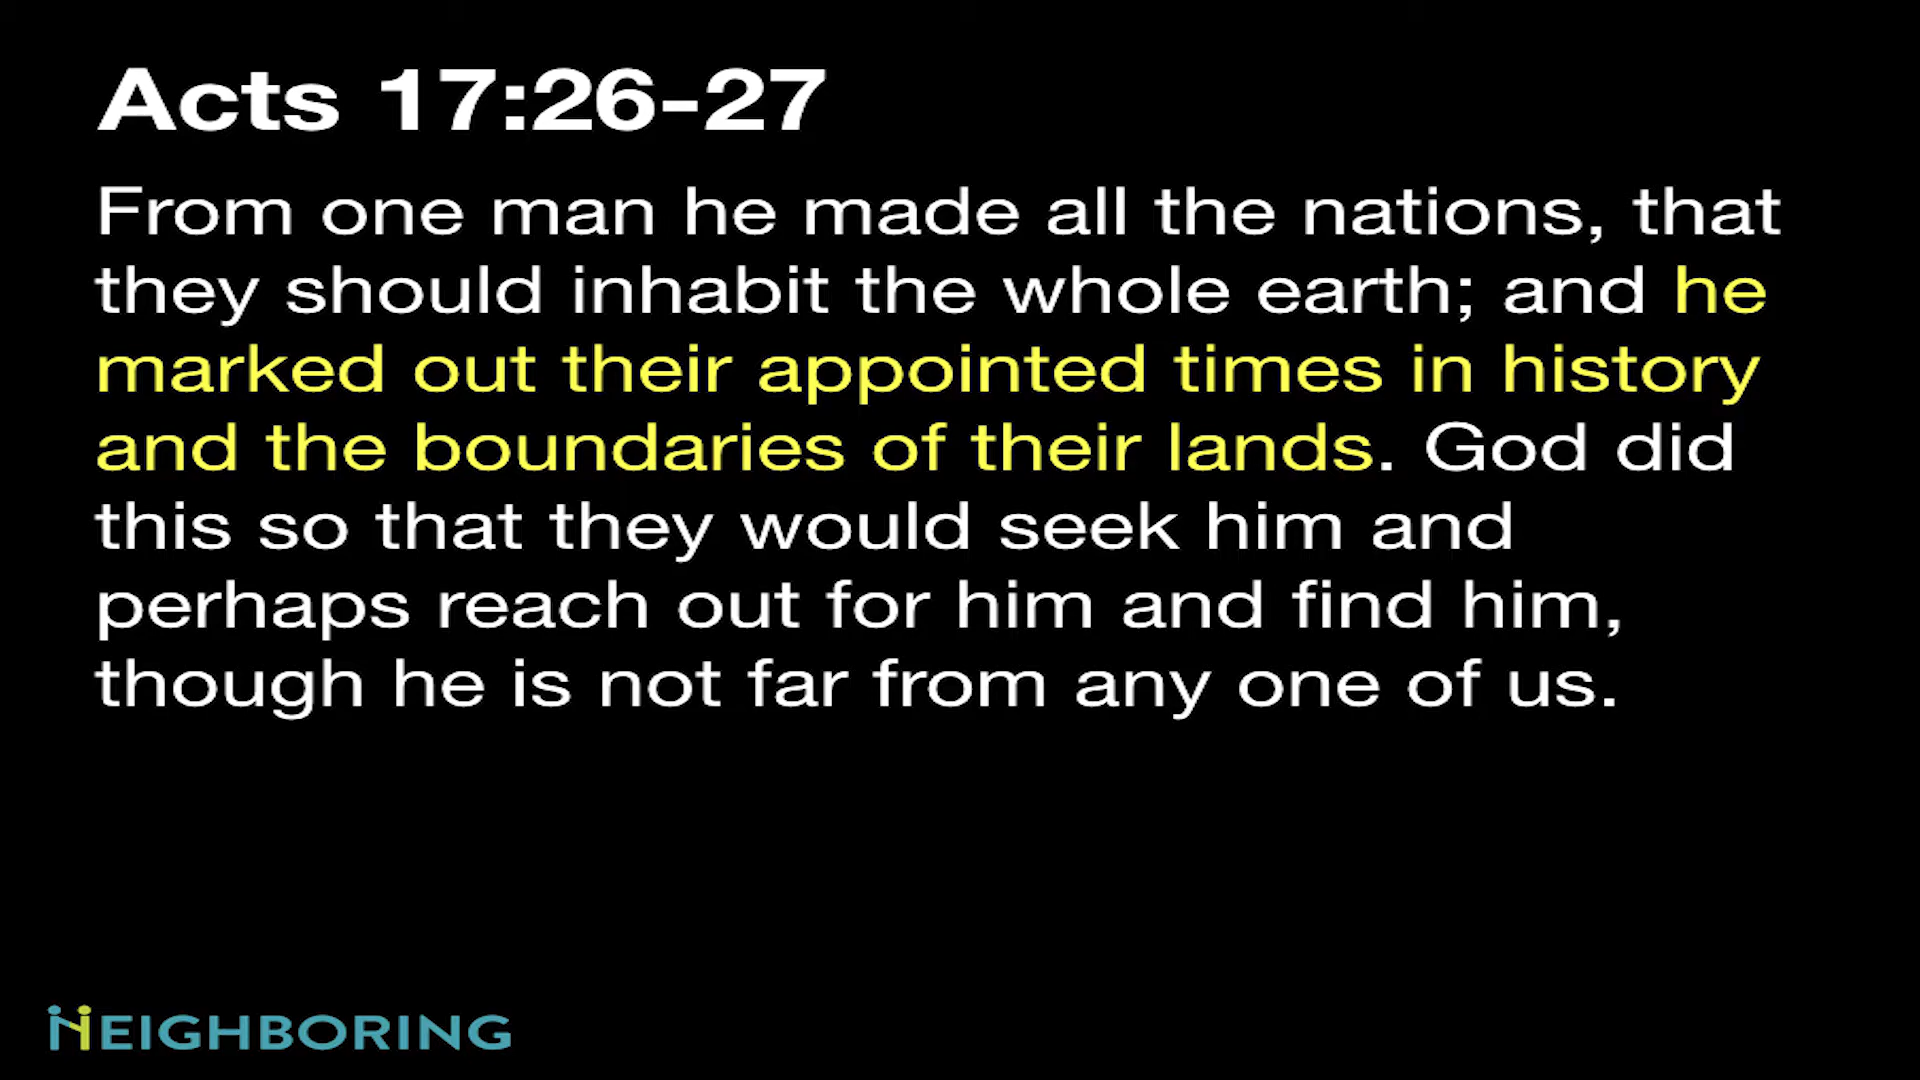 Acts 17:26-27
From one man he made all the nations, that
they should inhabit the whole earth; and he
marked out their appointed times in history
and the boundaries of their lands. God did
this so that they would seek him and
perhaps reach out for him and find him,
though he is not far from any one of us.
NEIGHBORING